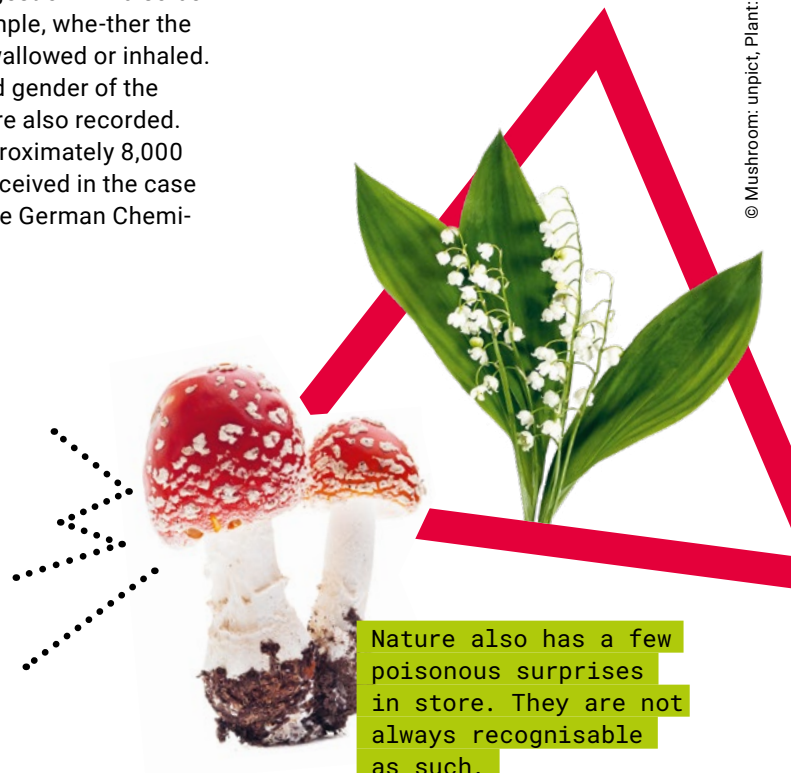 mple, whe-ther the
wallowed or inhaled.
d gender of the
re also recorded.
roximately 8,000
ceived in the case
e German Chemi-
© Mushroom: unpict, Plant:
Nature also has a few
poisonous surprises
in store. They are not
always recognisable
as such.